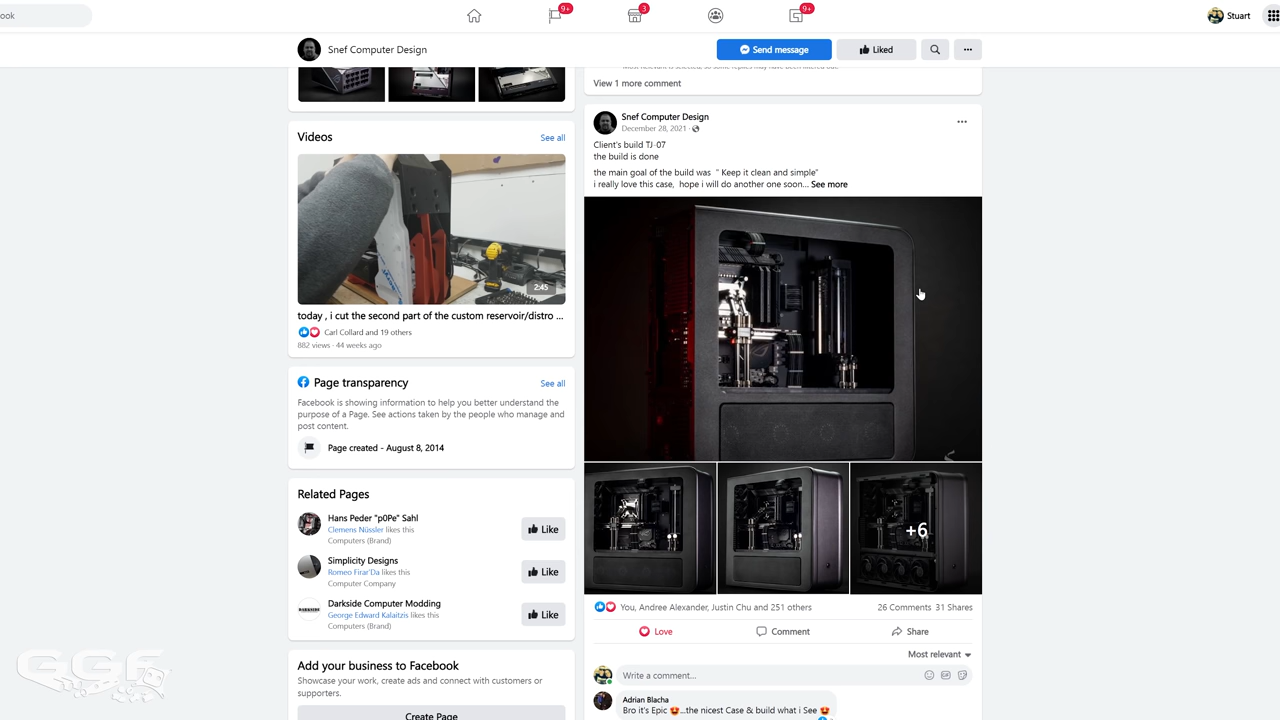 ook
9+
3
9+
Stuart
Snef Computer Design
Send message
Liked
View 1 more comment
Videos
See all
2:45
today , i cut the second part of the custom reservoir/distro ...
Carl Collard and 19 others
882 views · 44 weeks ago
Page transparency
See all
Facebook is showing information to help you better understand the
purpose of a Page. See actions taken by the people who manage and
post content.
Page created - August 8, 2014
Related Pages
Hans Peder "p0Pe" Sahl
Clemens Nüssler likes this
Computers (Brand)
Like
Simplicity Designs
Romeo Firar'Da likes this
Computer Company
Like
Darkside Computer Modding
George Edward Kalaitzis likes this
Computers (Brand)
Like
Add your business to Facebook
Showcase your work, create ads and connect with customers or
supporters.
Create Page
Snef Computer Design
December 28, 2021 ·
Client's build TJ-07
the build is done
the main goal of the build was " Keep it clean and simple"
i really love this case, hope i will do another one soon... See more
+6
You, Andree Alexander, Justin Chu and 251 others
26 Comments 31 Shares
Love
Comment
Share
Most relevant
Write a comment...
Adrian Blacha
Bro it's Epic 😍...the nicest Case & build what i See 😍